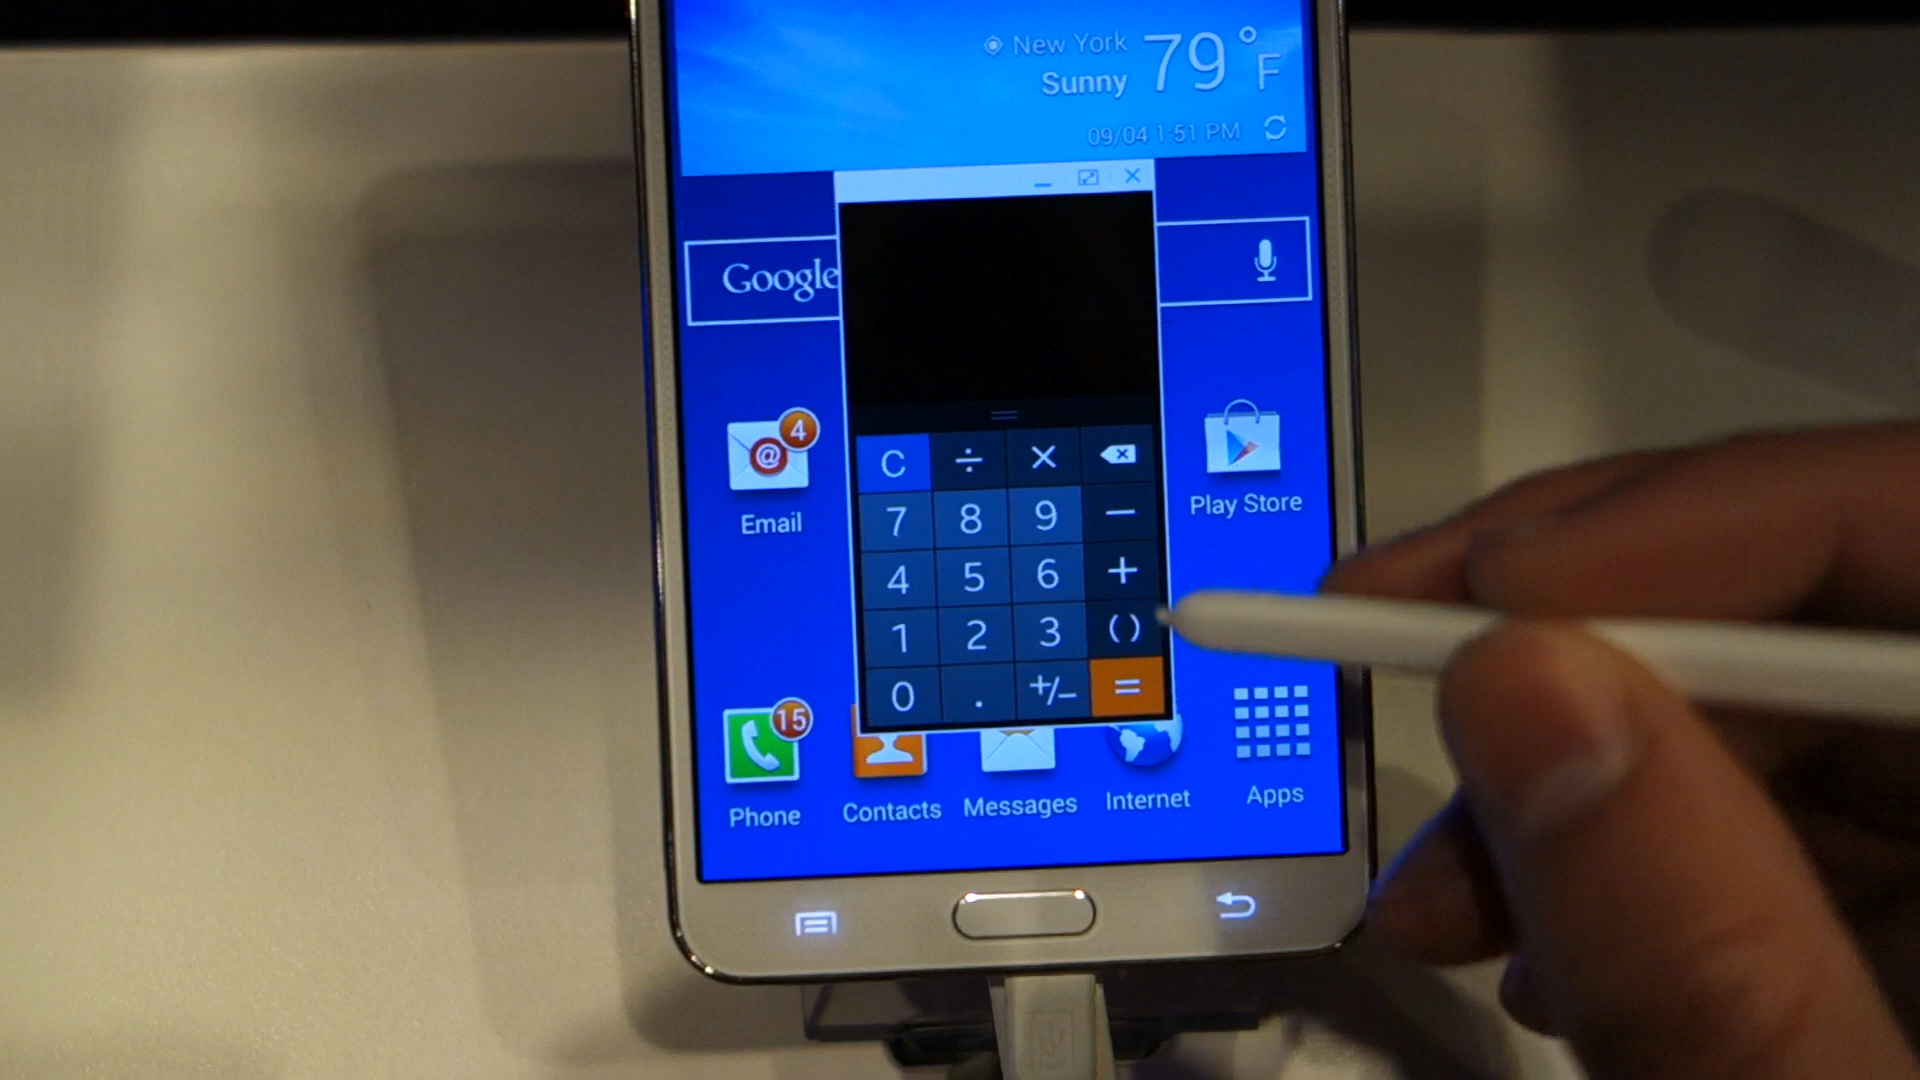 New York
Sunny 79° F
09/04 1:51 PM
Google
4
@
Email
Play Store
C ÷ ×
7 8 9 −
4 5 6 +
1 2 3 ()
0 . +/− =
15
Phone Contacts Messages Internet Apps